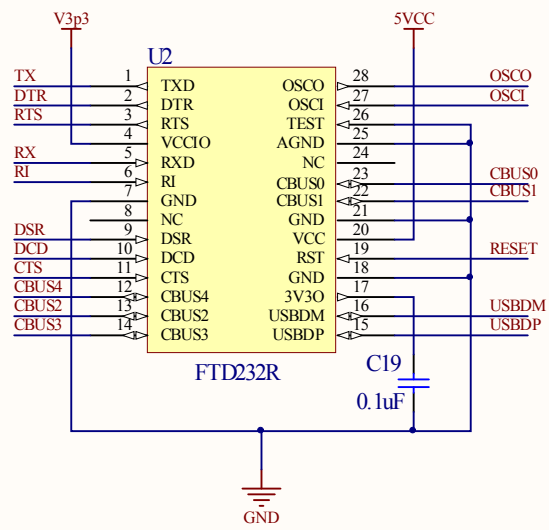 V3p3
5VCC
U2
TX 1 TXD OSCO 28 OSCO
DTR 2 DTR OSCI 27 OSCI
RTS 3 RTS TEST 26
4 VCCIO AGND 25
RX 5 RXD NC 24
RI 6 RI CBUS0 23 CBUS0
7 GND CBUS1 22 CBUS1
8 NC GND 21
DSR 9 DSR VCC 20
DCD 10 DCD RST 19 RESET
CTS 11 CTS GND 18
CBUS4 12 CBUS4 3V3O 17
CBUS2 13 CBUS2 USBDM 16 USBDM
CBUS3 14 CBUS3 USBDP 15 USBDP
FTD232R
C19
0.1uF
GND